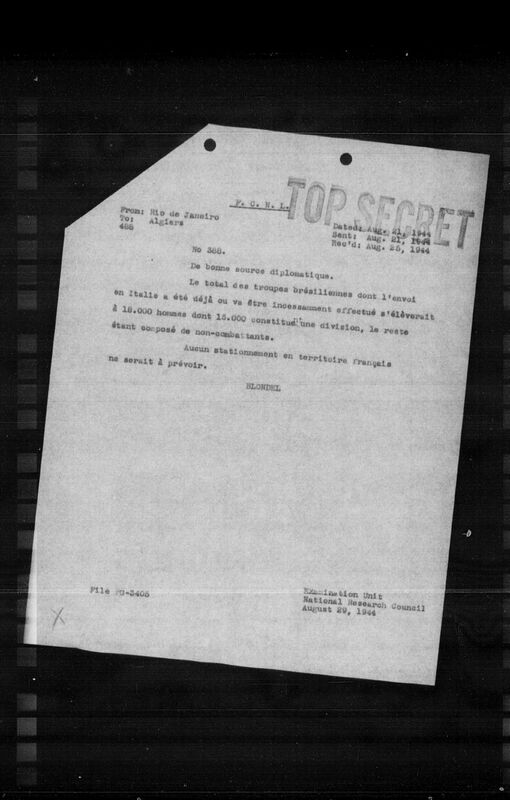 TOP SECRET
F. C. N. L.
From: Rio de Janeiro
To: Algiers
485
Dated: Aug. 21, 1944
Sent: Aug. 21, 1944
Rec'd: Aug. 25, 1944
No 388.
De bonne source diplomatique.
Le total des troupes brésiliennes dont l'envoi
en Italie a été déjà ou va être incessamment effectué s'élèverait
à 18.000 hommes dont 15.000 constitué d'une division, le reste
étant composé de non-combattants.
Aucun stationnement en territoire français
ne serait à prévoir.
BLONDEL
File FU-3405
Examination Unit
National Research Council
August 29, 1944
X